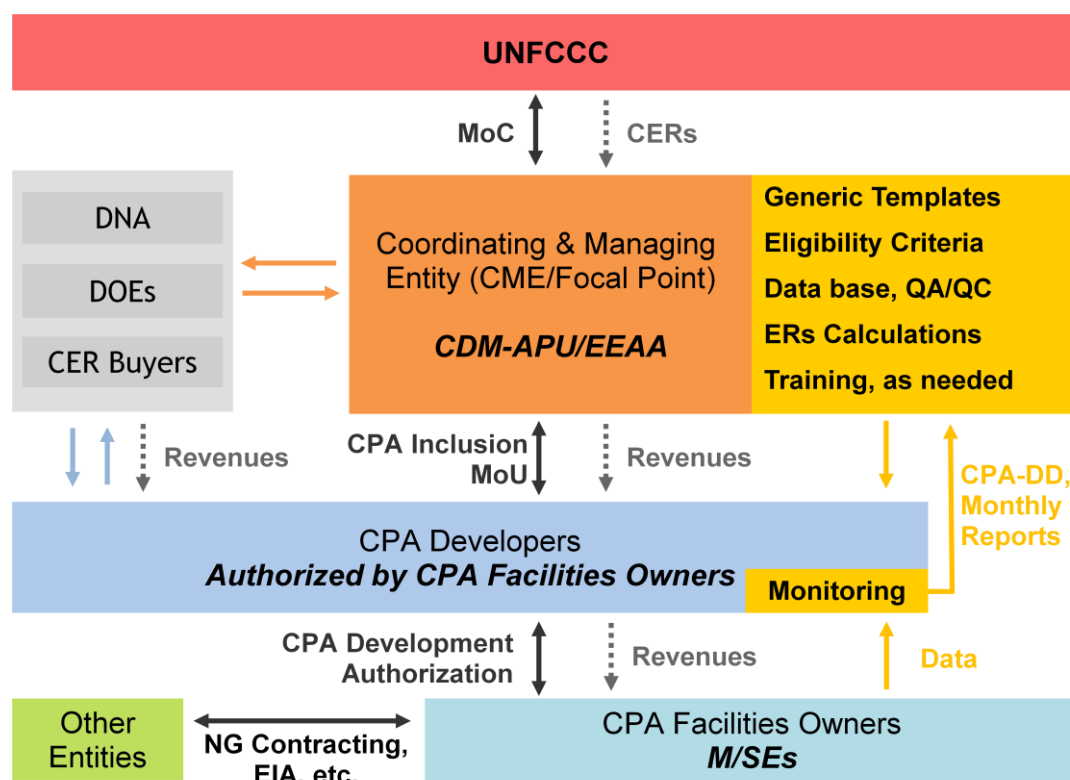 UNFCCC
MoC
CERs
DNA
DOEs
CER Buyers
Coordinating & Managing
Entity (CME/Focal Point)
CDM-APU/EEAA
Generic Templates
Eligibility Criteria
Data base, QA/QC
ERs Calculations
Training, as needed
Revenues
CPA Inclusion
MoU
Revenues
CPA-DD,
Monthly
Reports
CPA Developers
Authorized by CPA Facilities Owners
Monitoring
CPA Development
Authorization
Revenues
Data
Other
Entities
NG Contracting,
EIA, etc.
CPA Facilities Owners
M/SEs